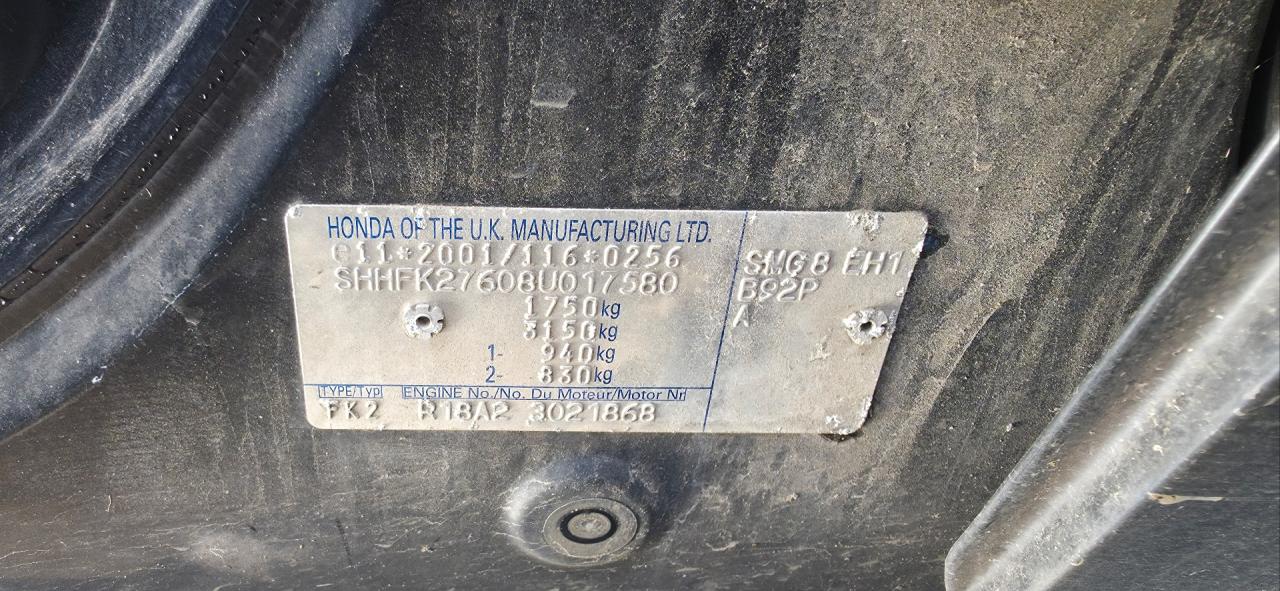 HONDA OF THE U.K. MANUFACTURING LTD.
e11*2001/116*0256
SHHFK27608U017580
1750kg
3150kg
1- 940kg
2- 830kg
TYPE/Typ ENGINE No./No. Du Moteur/Motor Nr
FK2 R18A2 3021868
SMG8 EH1
B92P
A